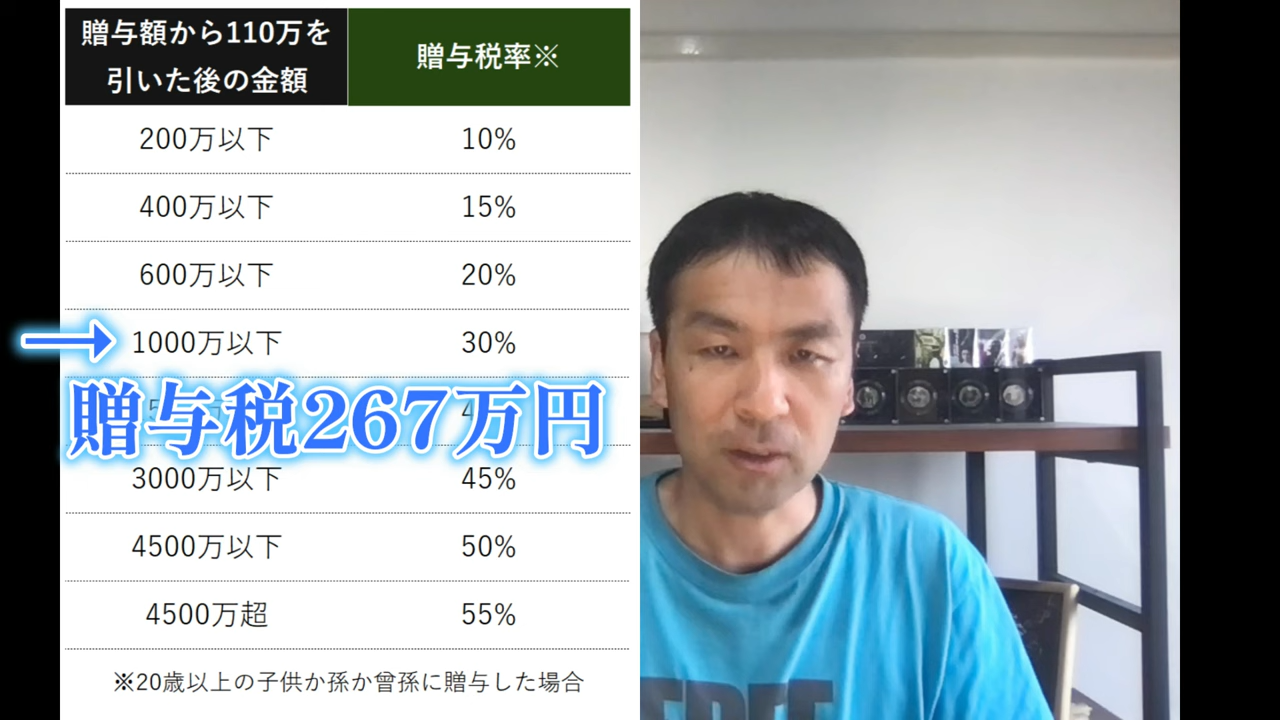 贈与額から110万を
引いた後の金額
贈与税率※
200万以下 10%
400万以下 15%
600万以下 20%
→ 1000万以下 30%
贈与税267万円
3000万以下 45%
4500万以下 50%
4500万超 55%
※20歳以上の子供か孫か曾孫に贈与した場合
FREE